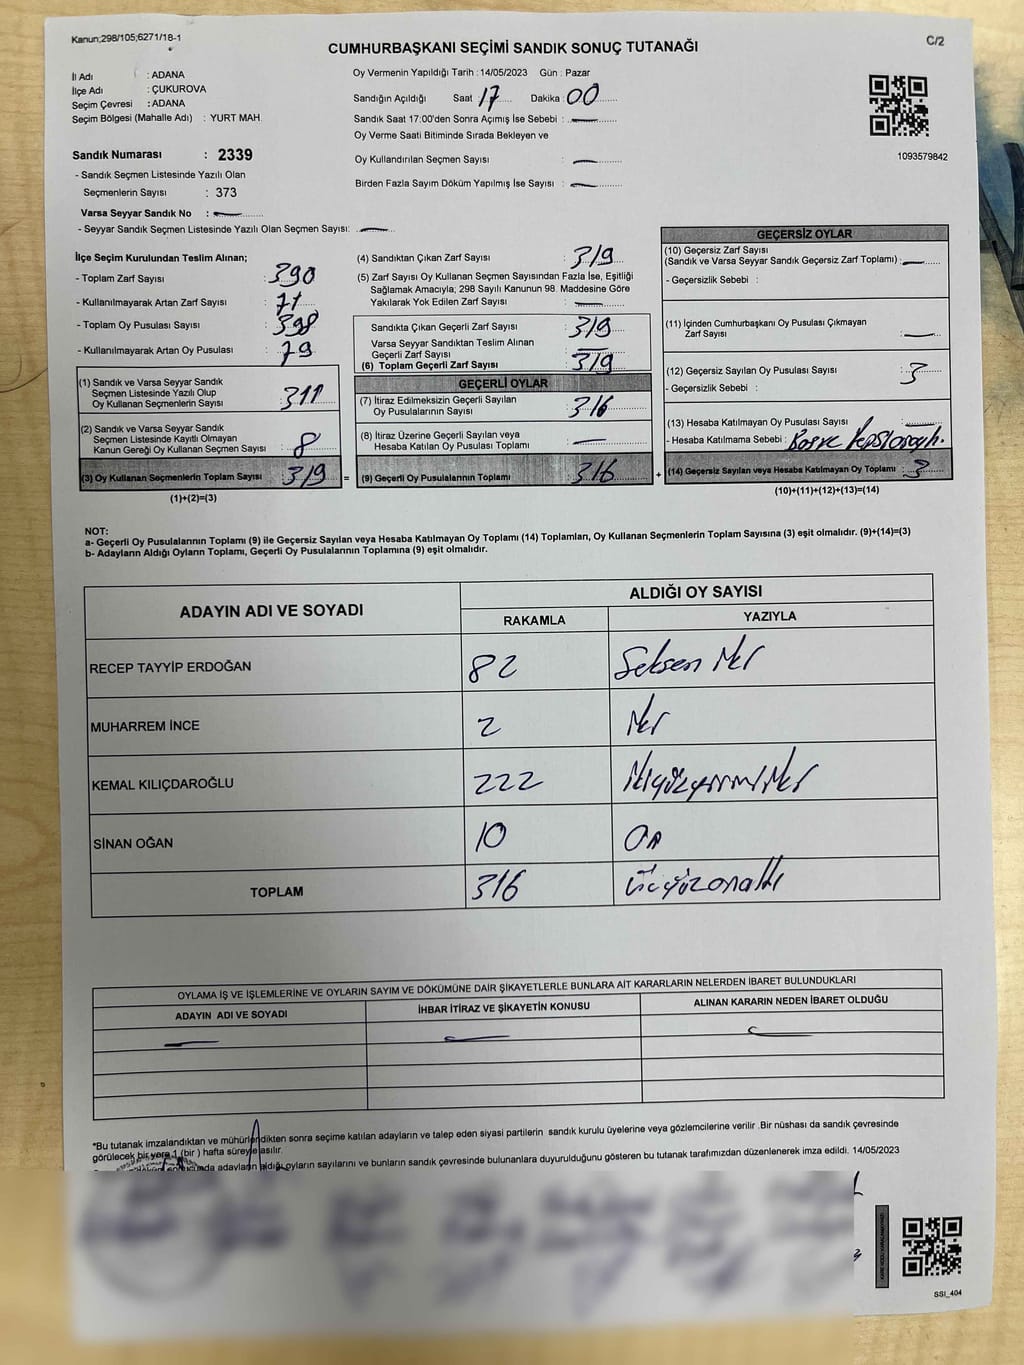 Kanun;298/105;6271/18-1
C/2
CUMHURBAŞKANI SEÇİMİ SANDIK SONUÇ TUTANAĞI
İl Adı : ADANA
İlçe Adı : ÇUKUROVA
Seçim Çevresi : ADANA
Seçim Bölgesi (Mahalle Adı) : YURT MAH.
Sandık Numarası : 2339
- Sandık Seçmen Listesinde Yazılı Olan
Seçmenlerin Sayısı : 373
Varsa Seyyar Sandık No :
- Seyyar Sandık Seçmen Listesinde Yazılı Olan Seçmen Sayısı:
Oy Vermenin Yapıldığı Tarih :14/05/2023 Gün : Pazar
Sandığın Açıldığı Saat 17 Dakika 00
Sandık Saat 17:00'den Sonra Açımış İse Sebebi :
Oy Verme Saati Bitiminde Sırada Bekleyen ve
Oy Kullandırılan Seçmen Sayısı :
Birden Fazla Sayım Döküm Yapılmış İse Sayısı :
1093579842
İlçe Seçim Kurulundan Teslim Alınan;
- Toplam Zarf Sayısı : 390
- Kullanılmayarak Artan Zarf Sayısı : 71
- Toplam Oy Pusulası Sayısı : 398
- Kullanılmayarak Artan Oy Pusulası : 79
(1) Sandık ve Varsa Seyyar Sandık
Seçmen Listesinde Yazılı Olup
Oy Kullanan Seçmenlerin Sayısı : 311
(2) Sandık ve Varsa Seyyar Sandık
Seçmen Listesinde Kayıtlı Olmayan
Kanun Gereği Oy Kullanan Seçmen Sayısı : 8
(3) Oy Kullanan Seçmenlerin Toplam Sayısı : 319 =
(1)+(2)=(3)
(4) Sandıktan Çıkan Zarf Sayısı : 319
(5) Zarf Sayısı Oy Kullanan Seçmen Sayısından Fazla İse, Eşitliği
Sağlamak Amacıyla; 298 Sayılı Kanunun 98. Maddesine Göre
Yakılarak Yok Edilen Zarf Sayısı :
Sandıkta Çıkan Geçerli Zarf Sayısı : 319
Varsa Seyyar Sandıktan Teslim Alınan
Geçerli Zarf Sayısı :
(6) Toplam Geçerli Zarf Sayısı : 319
GEÇERLİ OYLAR
(7) İtiraz Edilmeksizin Geçerli Sayılan
Oy Pusulalarının Sayısı : 316
(8) İtiraz Üzerine Geçerli Sayılan veya
Hesaba Katılan Oy Pusulası Toplamı :
(9) Geçerli Oy Pusulalarının Toplamı : 316 +
GEÇERSİZ OYLAR
(10) Geçersiz Zarf Sayısı
(Sandık ve Varsa Seyyar Sandık Geçersiz Zarf Toplamı) :
- Geçersizlik Sebebi :
(11) İçinden Cumhurbaşkanı Oy Pusulası Çıkmayan
Zarf Sayısı :
(12) Geçersiz Sayılan Oy Pusulası Sayısı : 3
- Geçersizlik Sebebi :
(13) Hesaba Katılmayan Oy Pusulası Sayısı :
- Hesaba Katılmama Sebebi :
(14) Geçersiz Sayılan veya Hesaba Katılmayan Oy Toplamı : 3
(10)+(11)+(12)+(13)=(14)
NOT:
a- Geçerli Oy Pusulalarının Toplamı (9) ile Geçersiz Sayılan veya Hesaba Katılmayan Oy Toplamı (14) Toplamları, Oy Kullanan Seçmenlerin Toplam Sayısına (3) eşit olmalıdır. (9)+(14)=(3)
b- Adayların Aldığı Oyların Toplamı, Geçerli Oy Pusulalarının Toplamına (9) eşit olmalıdır.
ADAYIN ADI VE SOYADI
ALDIĞI OY SAYISI
RAKAMLA YAZIYLA
RECEP TAYYİP ERDOĞAN 82 Seksen iki
MUHARREM İNCE 2 iki
KEMAL KILIÇDAROĞLU 222 ikiyüzyirmi iki
SİNAN OĞAN 10 On
TOPLAM 316 üçyüzonaltı
OYLAMA İŞ VE İŞLEMLERİNE VE OYLARIN SAYIM VE DÖKÜMÜNE DAİR ŞİKAYETLERLE BUNLARA AİT KARARLARIN NELERDEN İBARET BULUNDUKLARI
ADAYIN ADI VE SOYADI İHBAR İTİRAZ VE ŞİKAYETİN KONUSU ALINAN KARARIN NEDEN İBARET OLDUĞU
*Bu tutanak imzalandıktan ve mühürlendikten sonra seçime katılan adayların ve talep eden siyasi partilerin sandık kurulu üyelerine veya gözlemcilerine verilir .Bir nüshası da sandık çevresinde
görülecek bir yere 1 (bir ) hafta süreyle asılır.
adayların aldığı oyların sayılarını ve bunların sandık çevresinde bulunanlara duyurulduğunu gösteren bu tutanak tarafımızdan düzenlenerek imza edildi. 14/05/2023
SSI_404